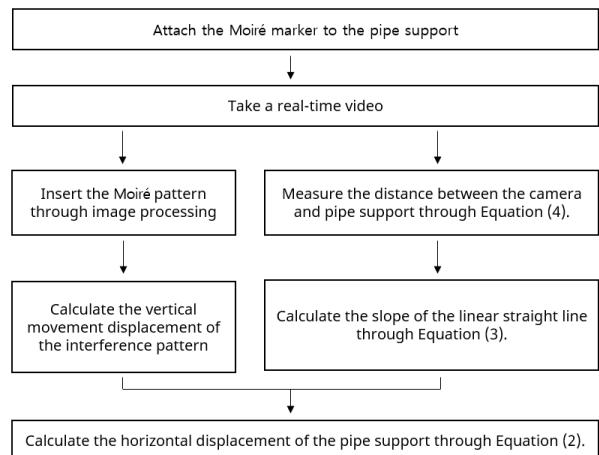 Attach the Moiré marker to the pipe support
Take a real-time video
Insert the Moiré pattern
through image processing
Measure the distance between the camera
and pipe support through Equation (4).
Calculate the vertical
movement displacement of
the interference pattern
Calculate the slope of the linear straight line
through Equation (3).
Calculate the horizontal displacement of the pipe support through Equation (2).